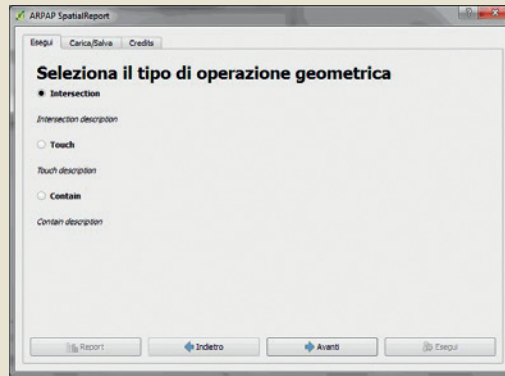 ARPAP SpatialReport
Esegui Carica/Salva Credits
Seleziona il tipo di operazione geometrica
Intersection
Intersection description
Touch
Touch description
Contain
Contain description
Report Indietro Avanti Esegui